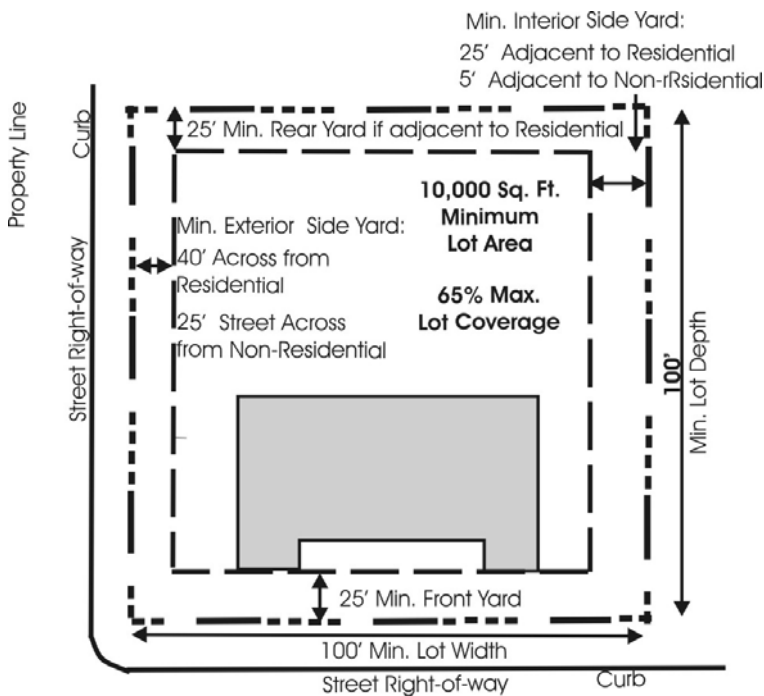 Min. Interior Side Yard:
25' Adjacent to Residential
5' Adjacent to Non-rRsidential
Property Line
Curb
25' Min. Rear Yard if adjacent to Residential
10,000 Sq. Ft.
Minimum
Lot Area
Min. Exterior Side Yard:
40' Across from
Residential
25' Street Across
from Non-Residential
65% Max.
Lot Coverage
Street Right-of-way
100'
Min. Lot Depth
25' Min. Front Yard
100' Min. Lot Width
Street Right-of-way
Curb